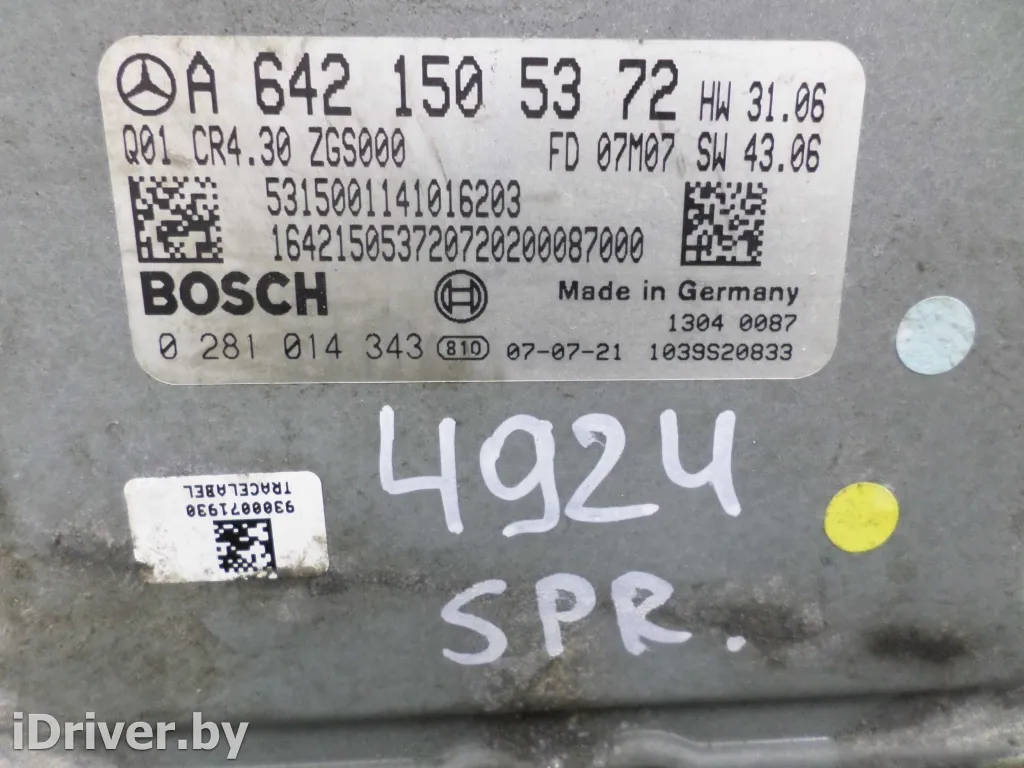 A 642 150 53 72 HW 31.06
Q01 CR4.30 ZGS000 FD 07M07 SW 43.06
5315001141016203
164215053720720200087000
BOSCH Made in Germany
1304 0087
0 281 014 343 810 07-07-21 1039S20833
4924
SPR.
TRACELABEL
9300071930
iDriver.by